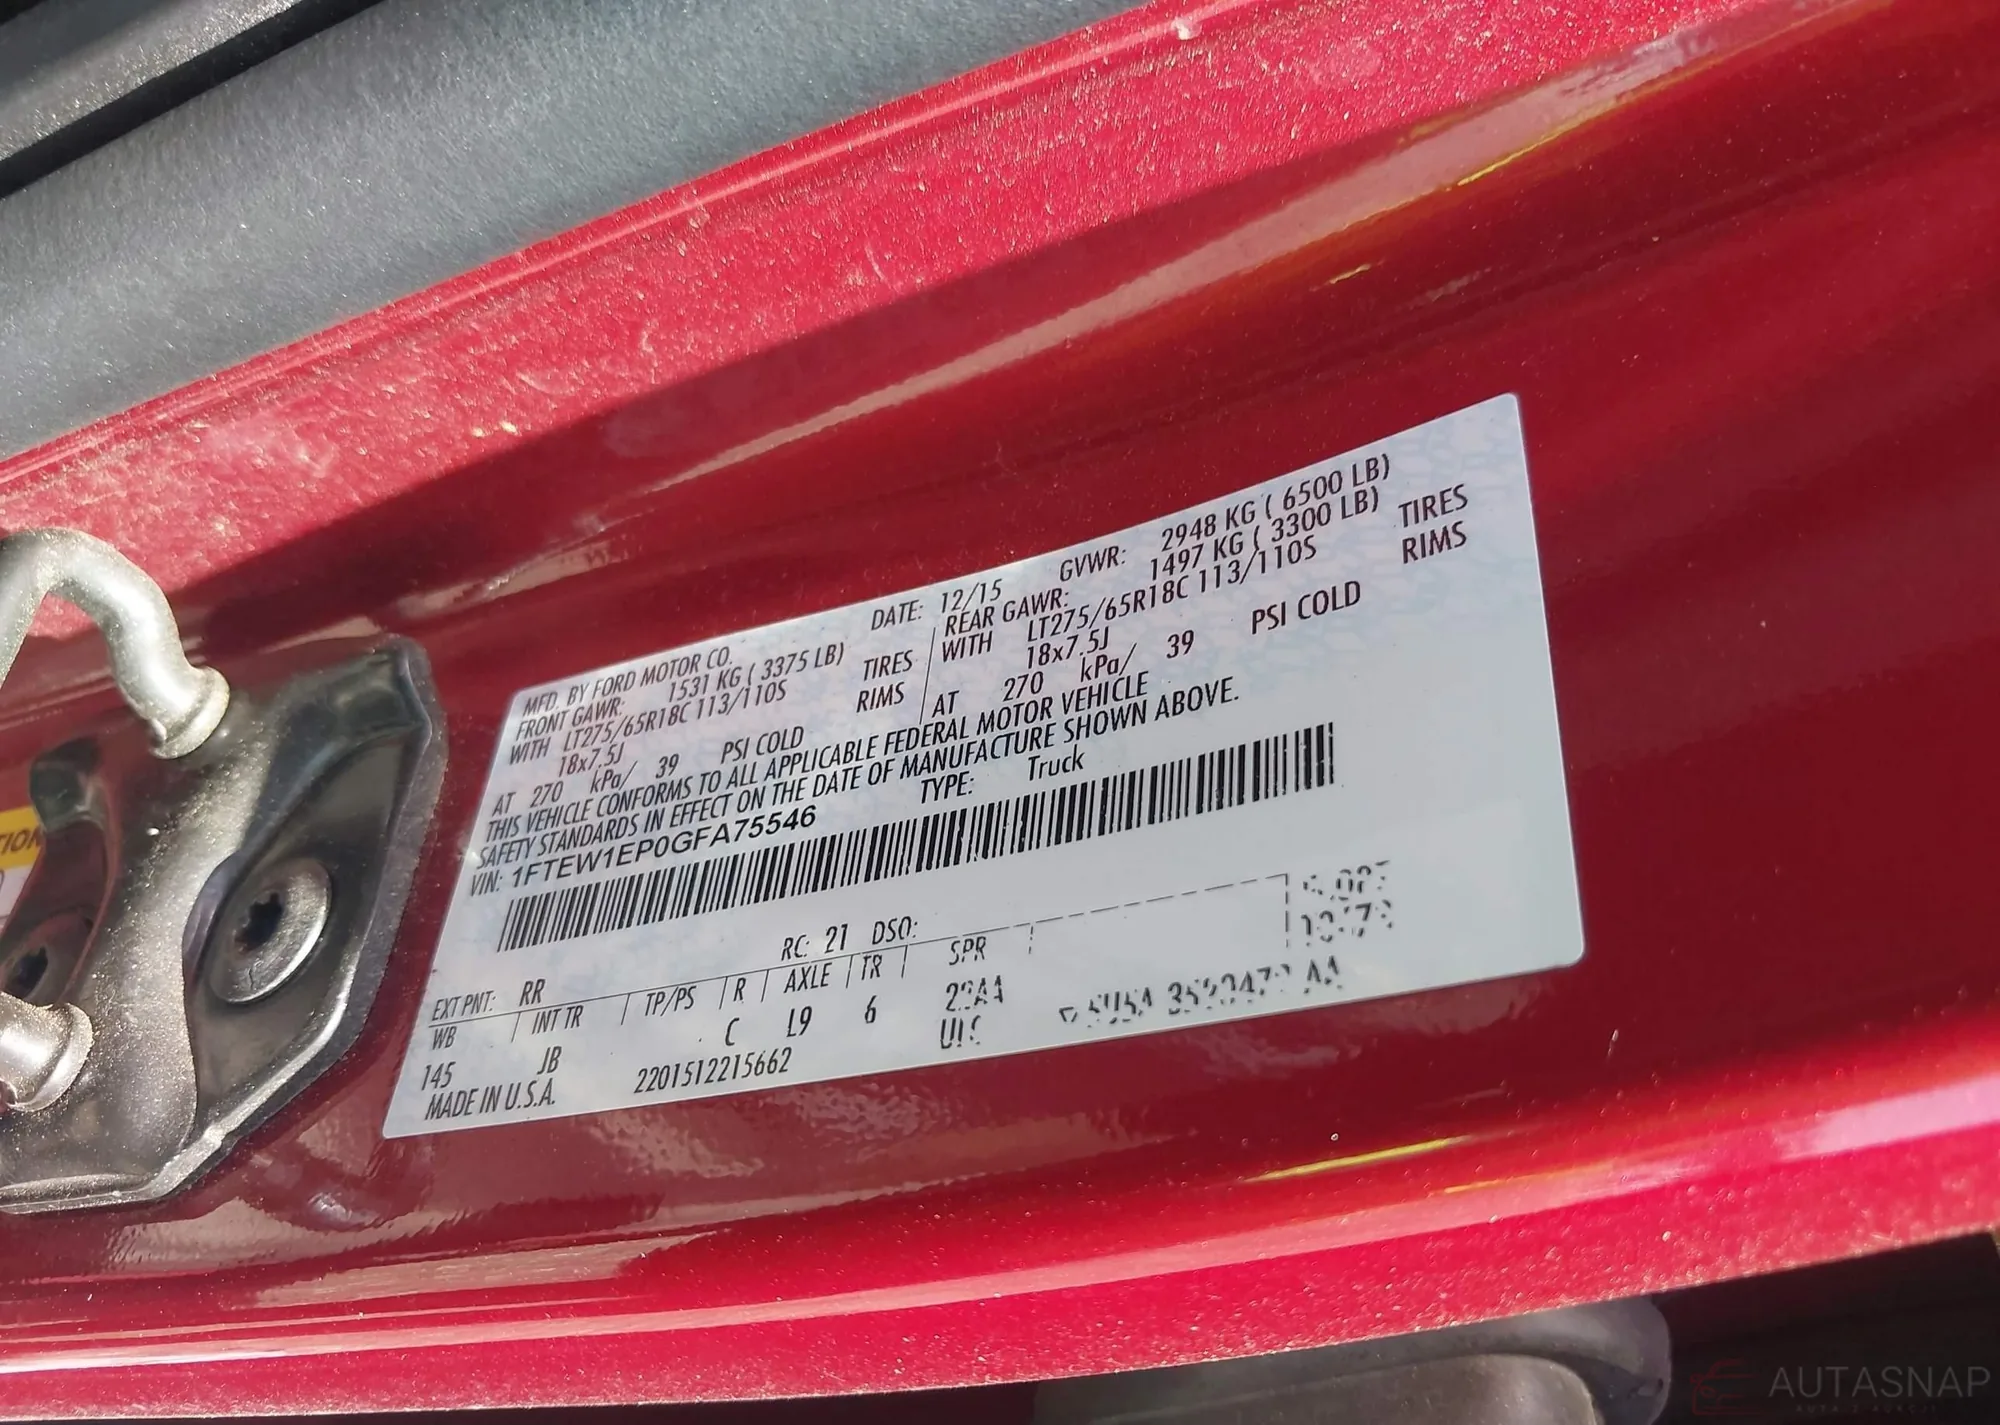 MFD. BY FORD MOTOR CO.
DATE: 12/15
GVWR: 2948 KG ( 6500 LB)
FRONT GAWR: 1531 KG ( 3375 LB)
REAR GAWR: 1497 KG ( 3300 LB)
WITH LT275/65R18C 113/110S TIRES
WITH LT275/65R18C 113/110S TIRES
18x7.5J RIMS
18x7.5J RIMS
AT 270 kPa/ 39 PSI COLD
AT 270 kPa/ 39 PSI COLD
THIS VEHICLE CONFORMS TO ALL APPLICABLE FEDERAL MOTOR VEHICLE
SAFETY STANDARDS IN EFFECT ON THE DATE OF MANUFACTURE SHOWN ABOVE.
VIN: 1FTEW1EP0GFA75546
TYPE: Truck
EXT PNT: RR RC: 21 DSO:
WB INT TR TP/PS R AXLE TR SPR
145 JB C L9 6
MADE IN U.S.A. 2201512215662
TION
AUTASNAP